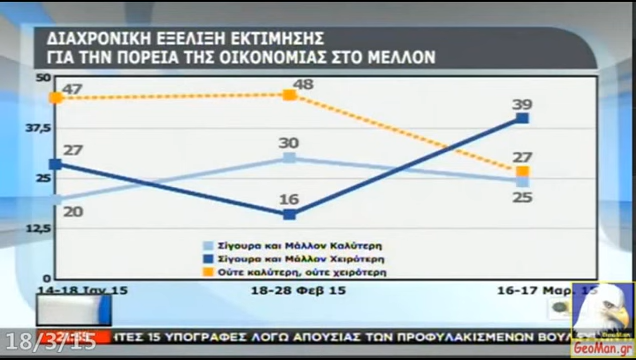 ΔΙΑΧΡΟΝΙΚΗ ΕΞΕΛΙΞΗ ΕΚΤΙΜΗΣΗΣ
ΓΙΑ ΤΗΝ ΠΟΡΕΙΑ ΤΗΣ ΟΙΚΟΝΟΜΙΑΣ ΣΤΟ ΜΕΛΛΟΝ
50
47
48
39
37,5
27
30
27
25
20
16
25
12,5
Σίγουρα και Μάλλον Καλύτερη
Σίγουρα και Μάλλον Χειρότερη
Ούτε καλύτερη, ούτε χειρότερη
0
14-18 Ιαν 15
18-28 Φεβ 15
16-17 Μαρ. 15
18/3/15
ΗΤΕΣ 15 ΥΠΟΓΡΑΦΕΣ ΛΟΓΩ ΑΠΟΥΣΙΑΣ ΤΩΝ ΠΡΟΦΥΛΑΚΙΣΜΕΝΩΝ ΒΟΥΛ
GeoMan.gr